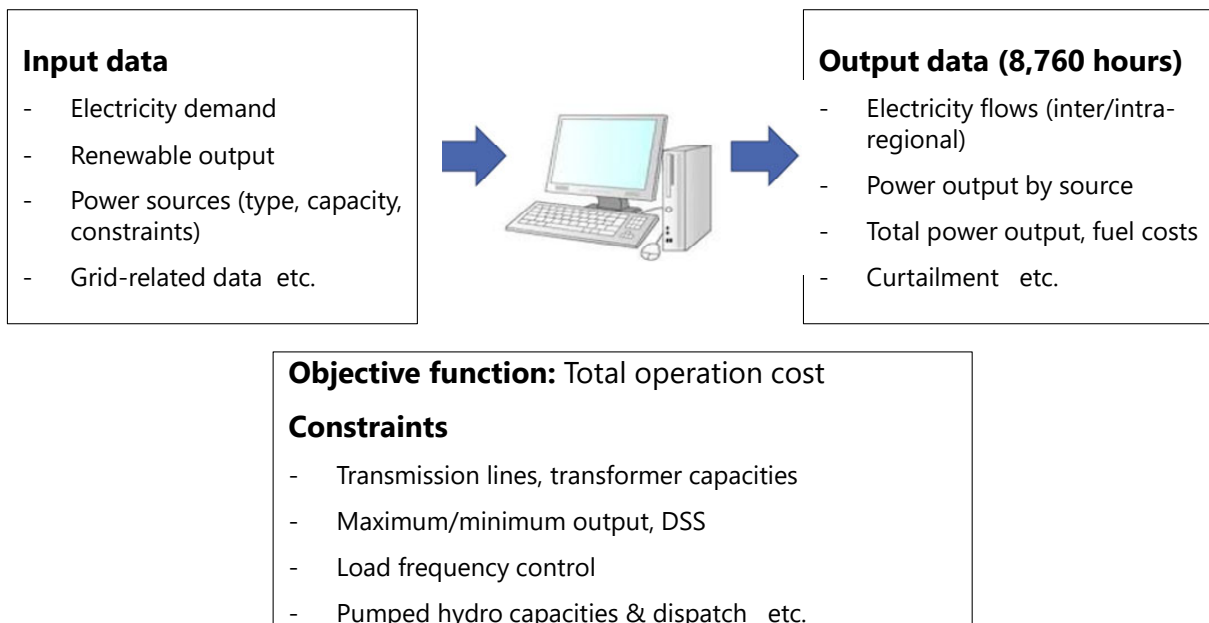 Input data
- Electricity demand
- Renewable output
- Power sources (type, capacity,
constraints)
- Grid-related data etc.
Output data (8,760 hours)
- Electricity flows (inter/intra-
regional)
- Power output by source
- Total power output, fuel costs
- Curtailment etc.
Objective function: Total operation cost
Constraints
- Transmission lines, transformer capacities
- Maximum/minimum output, DSS
- Load frequency control
- Pumped hydro capacities & dispatch etc.